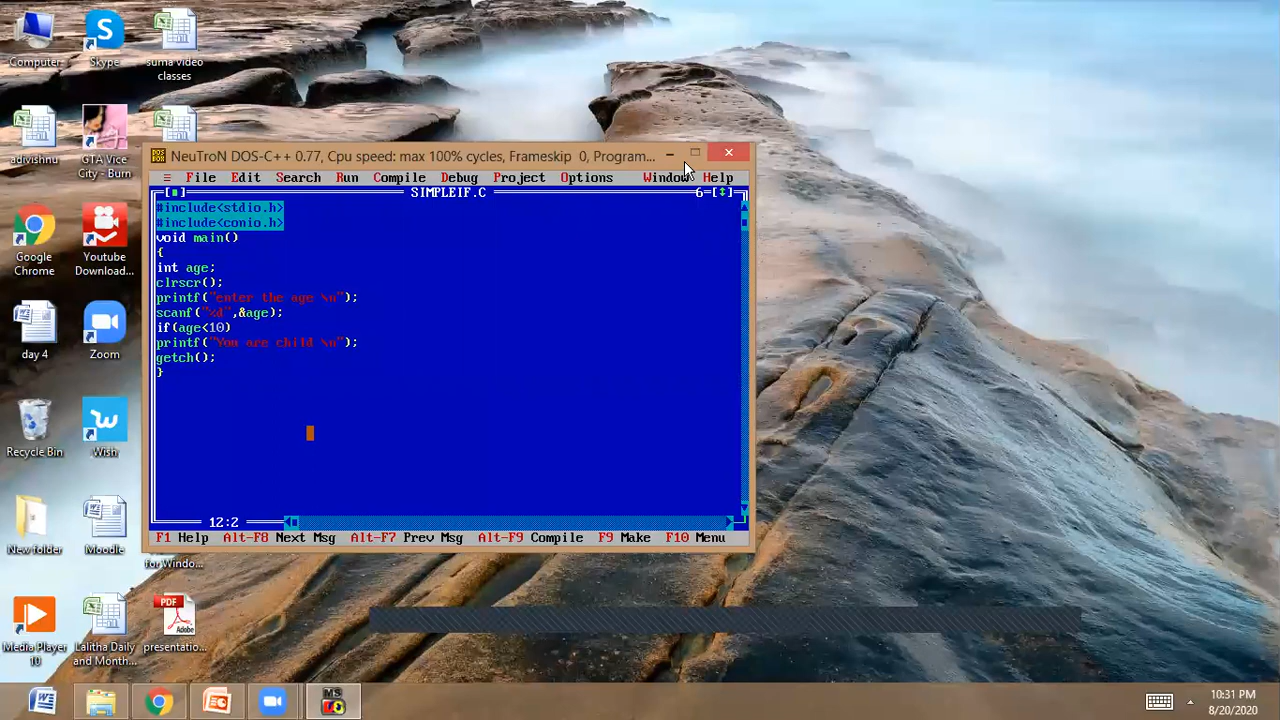 Computer
Skype
suma video
classes
adivishnu
GTA Vice
City - Burn
Google
Chrome
Youtube
Download...
day 4
Zoom
Recycle Bin
Wish
New folder
Moodle
for Windo...
Media Player
10
Lalitha Daily
and Month...
PDF
Adobe
presentatio...
NeuTroN DOS-C++ 0.77, Cpu speed: max 100% cycles, Frameskip 0, Program...
≡ File Edit Search Run Compile Debug Project Options Window Help
[■] SIMPLEIF.C 6=[↕]
#include<stdio.h>
#include<conio.h>
void main()
{
int age;
clrscr();
printf("enter the age \n");
scanf("%d",&age);
if(age<10)
printf("You are child \n");
getch();
}
12:2
F1 Help Alt-F8 Next Msg Alt-F7 Prev Msg Alt-F9 Compile F9 Make F10 Menu
10:31 PM
8/20/2020